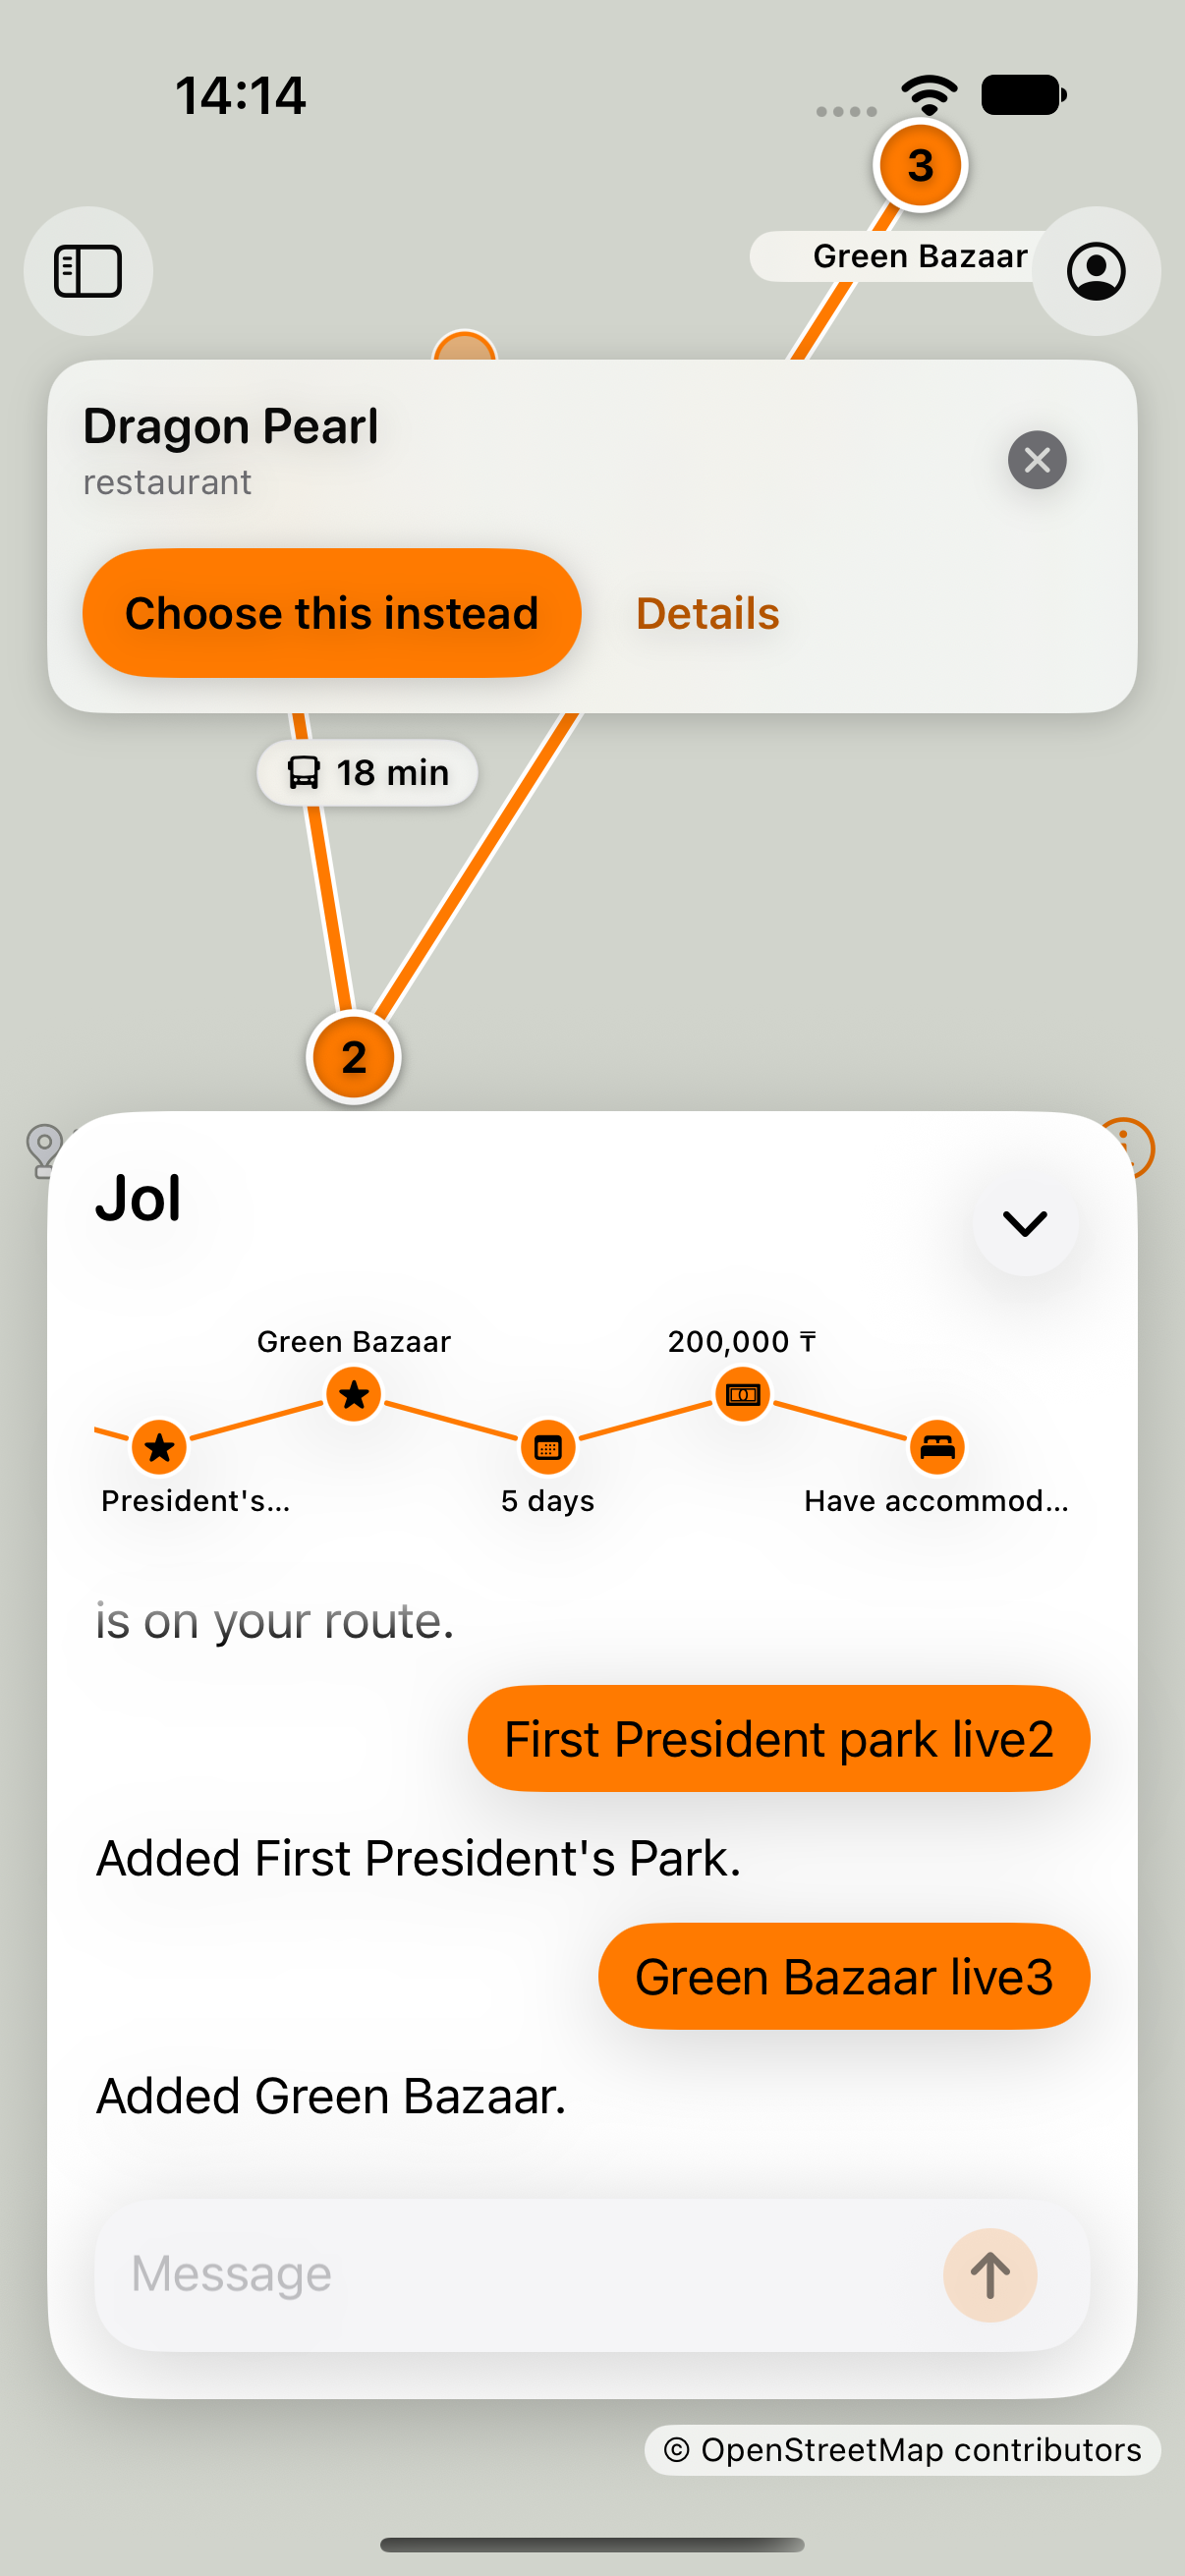 14:14
3
Green Bazaar
Dragon Pearl
restaurant
Choose this instead
Details
18 min
2
Jol
Green Bazaar
200,000 ₸
President's...
5 days
Have accommod...
is on your route.
First President park live2
Added First President's Park.
Green Bazaar live3
Added Green Bazaar.
Message
© OpenStreetMap contributors